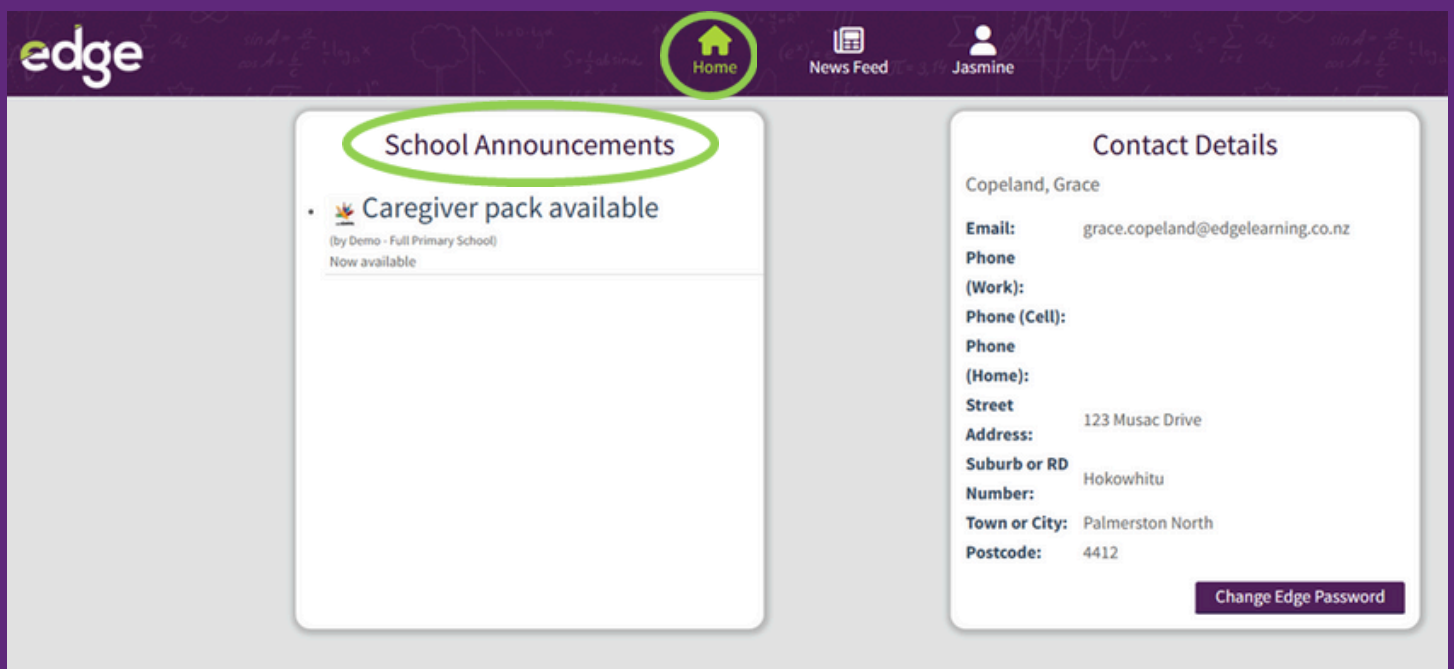 edge
Home
News Feed
Jasmine
School Announcements
Caregiver pack available
(by Demo - Full Primary School)
Now available
Contact Details
Copeland, Grace
Email: grace.copeland@edgelearning.co.nz
Phone
(Work):
Phone (Cell):
Phone
(Home):
Street
Address: 123 Musac Drive
Suburb or RD
Number: Hokowhitu
Town or City: Palmerston North
Postcode: 4412
Change Edge Password